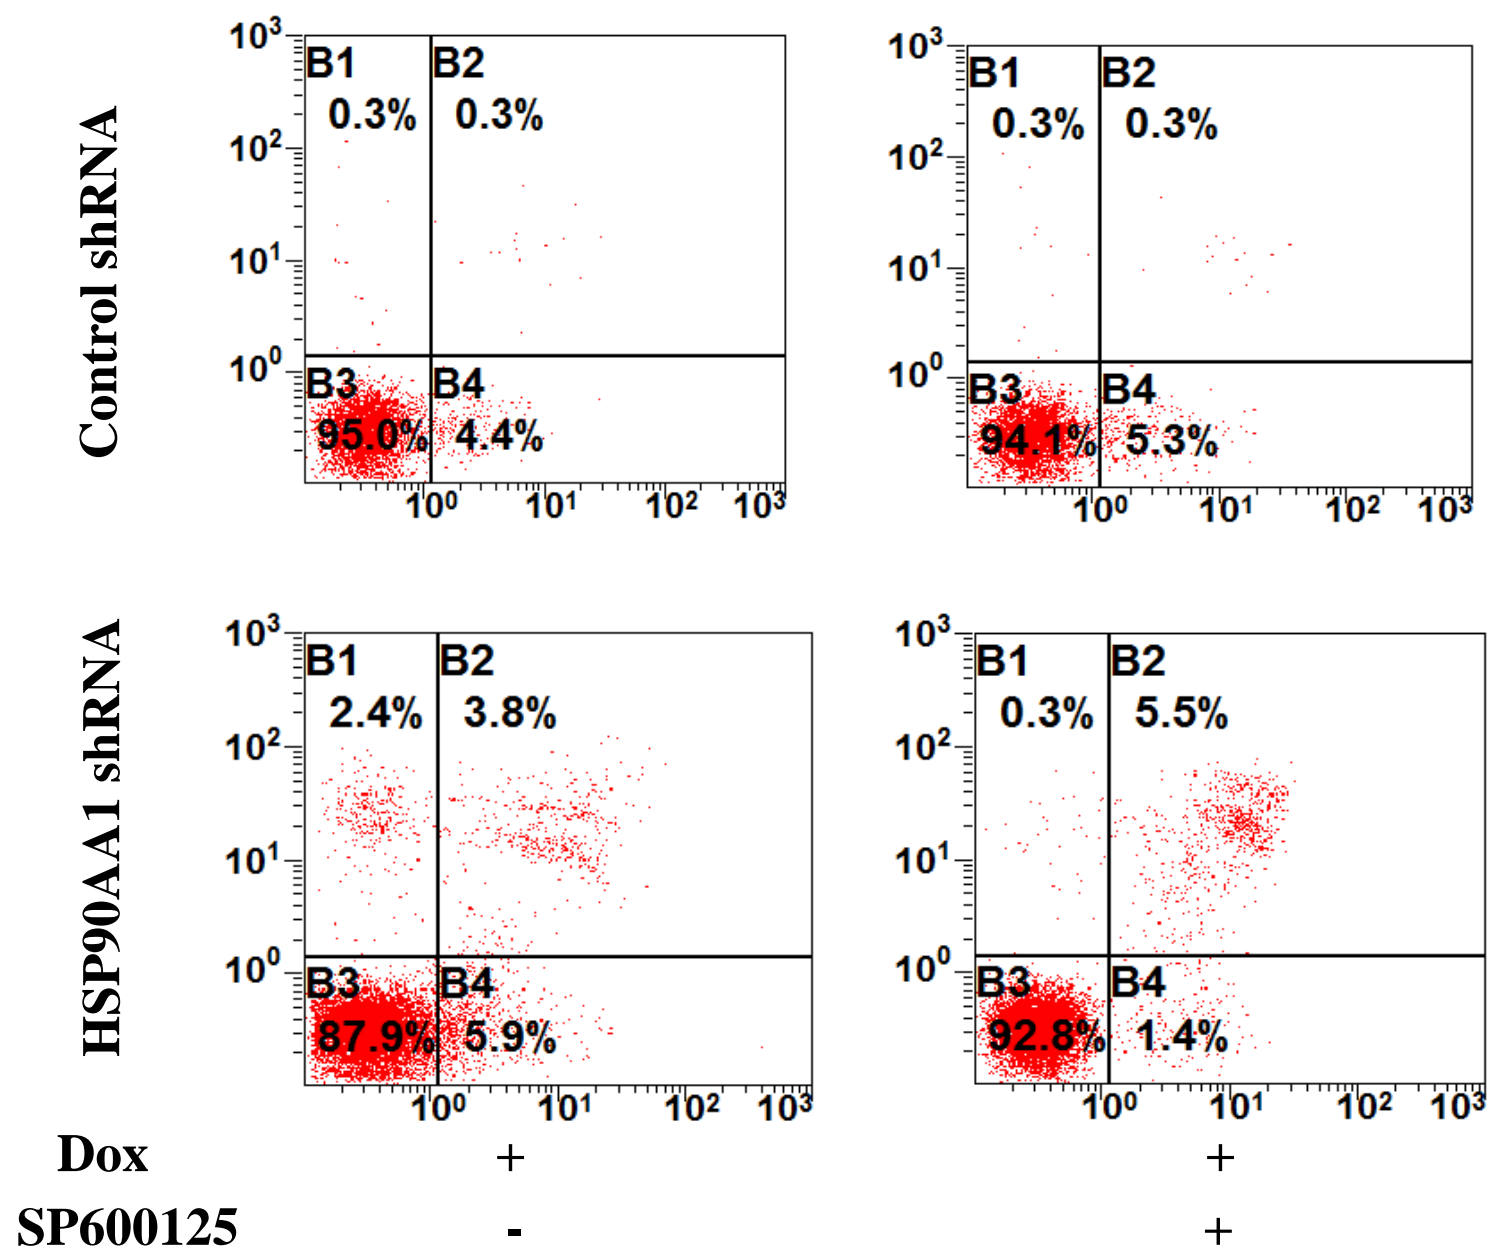 Control shRNA
10³
10²
10¹
10⁰
B1
0.3%
B2
0.3%
B3
95.0%
B4
4.4%
10⁰ 10¹ 10² 10³
10³
10²
10¹
10⁰
B1
0.3%
B2
0.3%
B3
94.1%
B4
5.3%
10⁰ 10¹ 10² 10³
HSP90AA1 shRNA
10³
10²
10¹
10⁰
B1
2.4%
B2
3.8%
B3
87.9%
B4
5.9%
10⁰ 10¹ 10² 10³
10³
10²
10¹
10⁰
B1
0.3%
B2
5.5%
B3
92.8%
B4
1.4%
10⁰ 10¹ 10² 10³
Dox + +
SP600125 - +